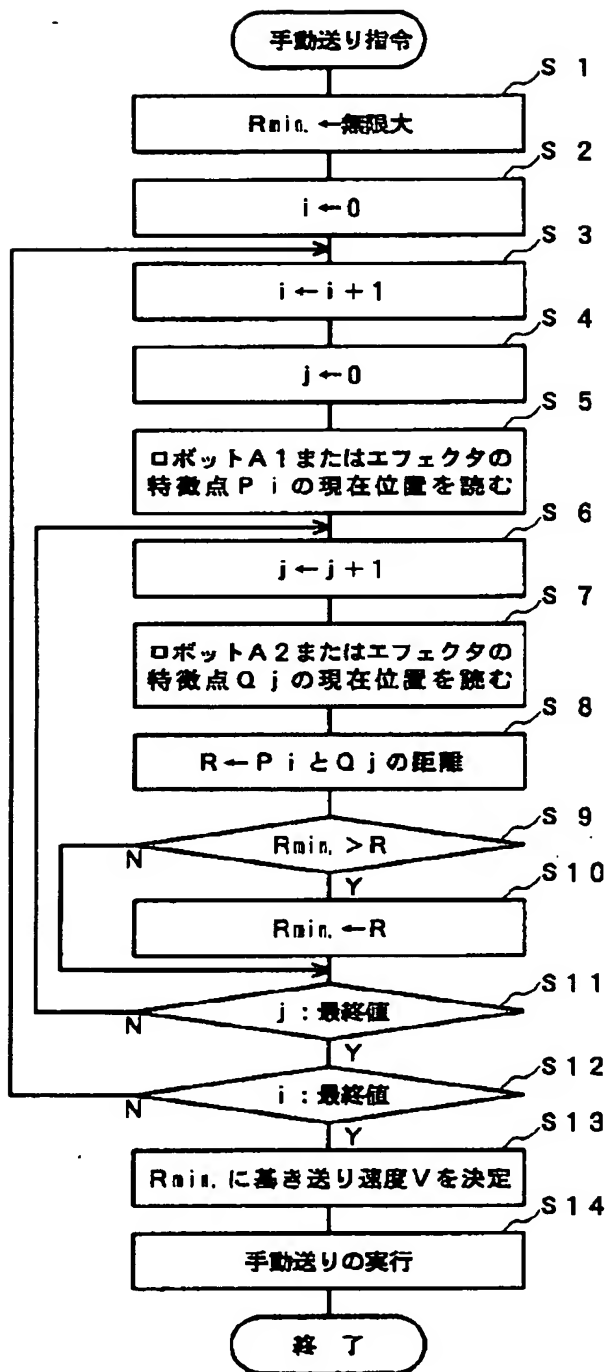 手動送り指令
S 1
Rmin. ←無限大
S 2
i ← 0
S 3
i ← i + 1
S 4
j ← 0
S 5
ロボットA1またはエフェクタの
特徴点P i の現在位置を読む
S 6
j ← j + 1
S 7
ロボットA2またはエフェクタの
特徴点Q j の現在位置を読む
S 8
R ← P i とQ j の距離
S 9
Rmin. >R
N
Y
S 1 0
Rmin. ←R
S 1 1
j : 最終値
N
Y
S 1 2
i : 最終値
N
Y
S 1 3
Rmin. に基き送り速度Vを決定
S 1 4
手動送りの実行
終 了